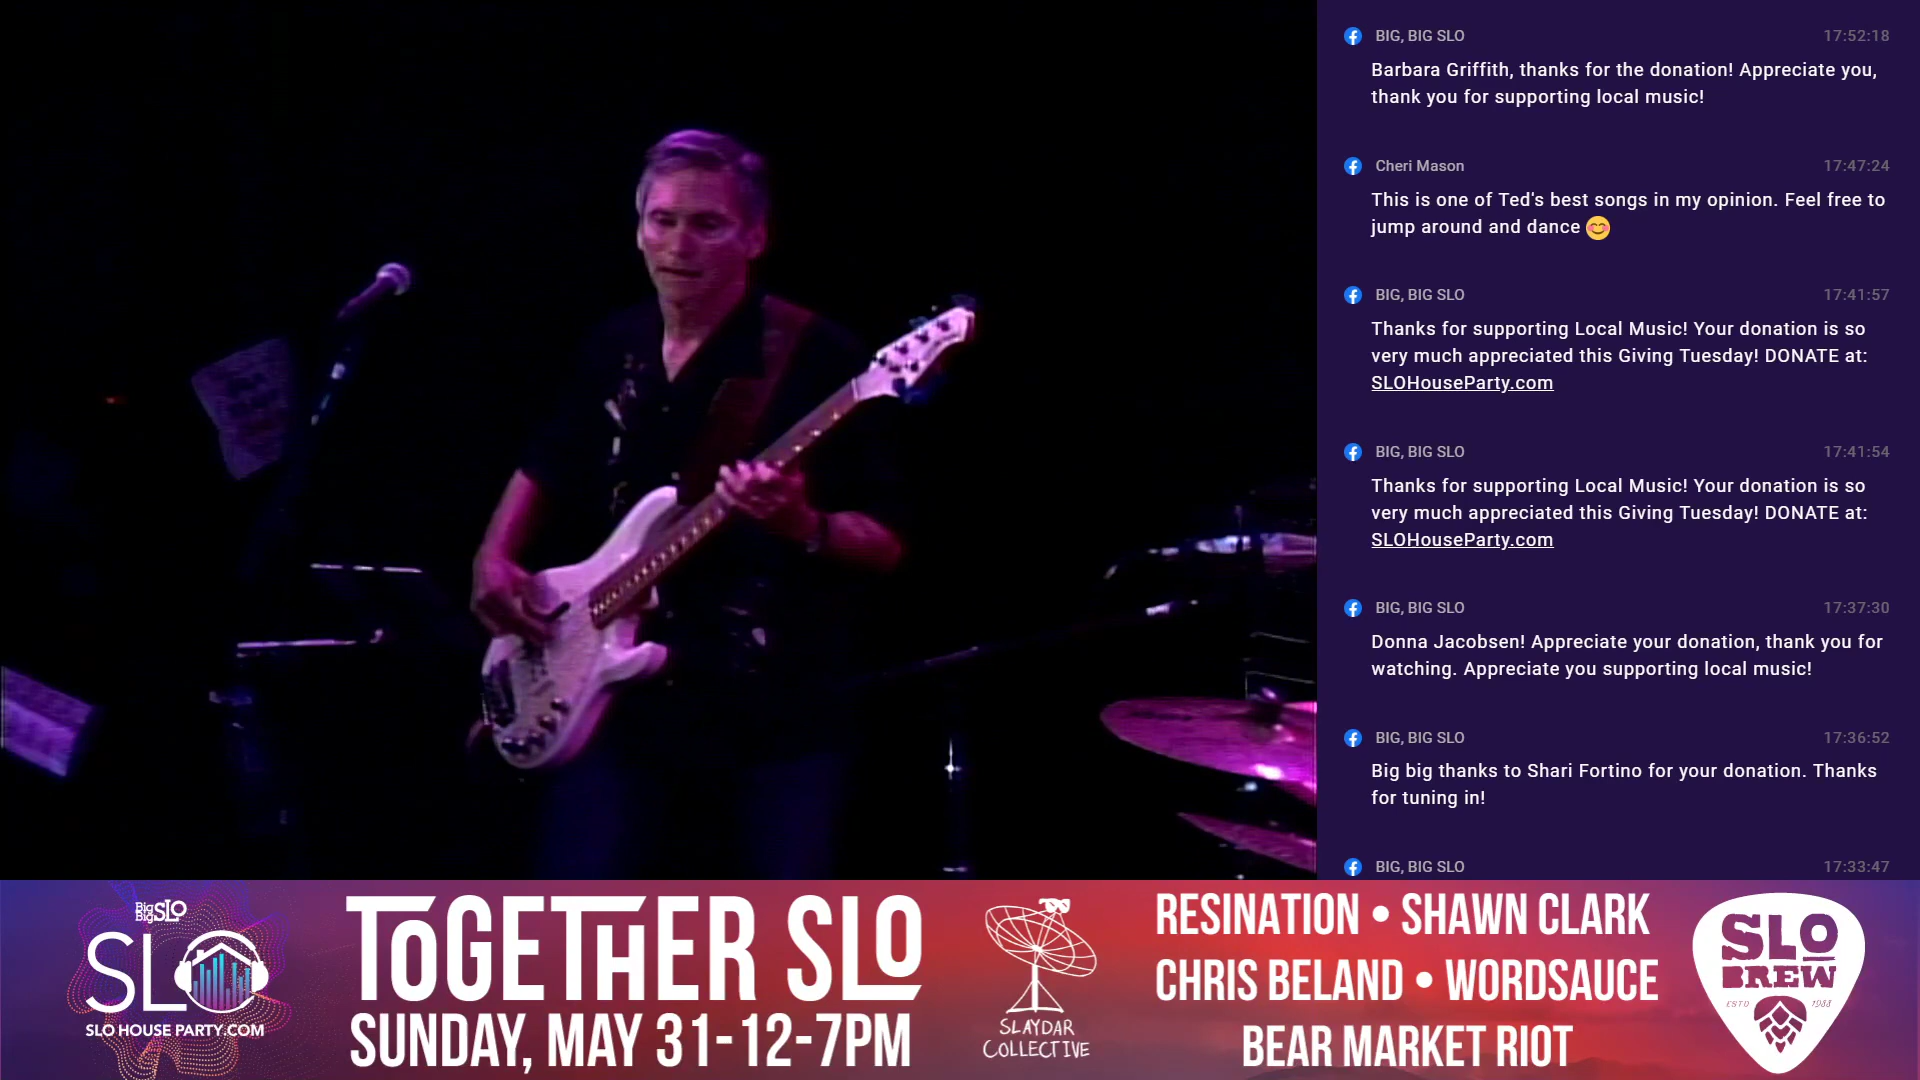 BIG, BIG SLO 17:52:18
Barbara Griffith, thanks for the donation! Appreciate you,
thank you for supporting local music!
Cheri Mason 17:47:24
This is one of Ted's best songs in my opinion. Feel free to
jump around and dance 😊
BIG, BIG SLO 17:41:57
Thanks for supporting Local Music! Your donation is so
very much appreciated this Giving Tuesday! DONATE at:
SLOHouseParty.com
BIG, BIG SLO 17:41:54
Thanks for supporting Local Music! Your donation is so
very much appreciated this Giving Tuesday! DONATE at:
SLOHouseParty.com
BIG, BIG SLO 17:37:30
Donna Jacobsen! Appreciate your donation, thank you for
watching. Appreciate you supporting local music!
BIG, BIG SLO 17:36:52
Big big thanks to Shari Fortino for your donation. Thanks
for tuning in!
BIG, BIG SLO 17:33:47
Big Big SLO
SLO
SLO HOUSE PARTY.COM
TOGETHER SLO
SUNDAY, MAY 31-12-7PM
SLAYDAR
COLLECTIVE
RESINATION • SHAWN CLARK
CHRIS BELAND • WORDSAUCE
BEAR MARKET RIOT
SLO
BREW
ESTD 1988